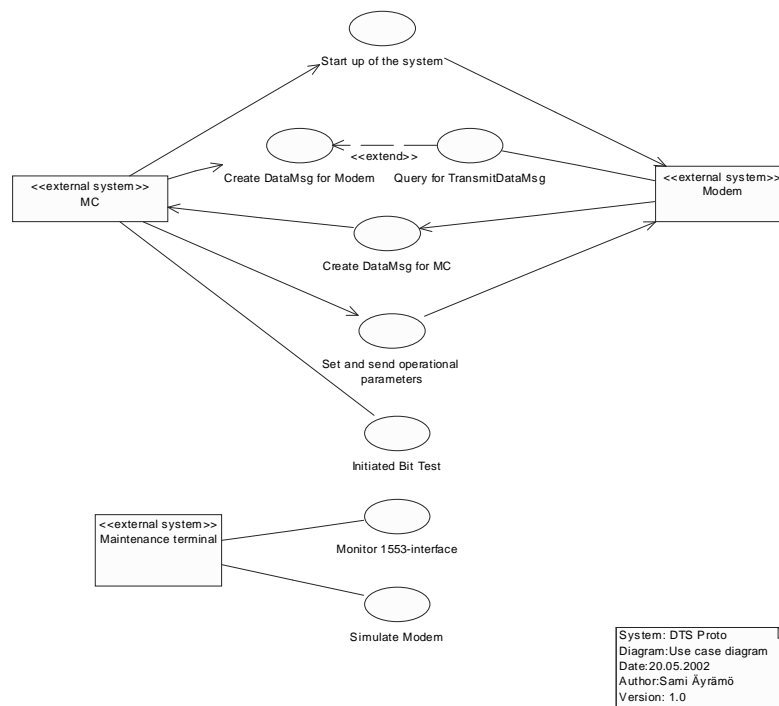 Start up of the system
<<extend>>
Create DataMsg for Modem
Query for TransmitDataMsg
<<external system>>
MC
<<external system>>
Modem
Create DataMsg for MC
Set and send operational
parameters
Initiated Bit Test
<<external system>>
Maintenance terminal
Monitor 1553-interface
Simulate Modem
System: DTS Proto
Diagram:Use case diagram
Date:20.05.2002
Author:Sami Äyrämö
Version: 1.0